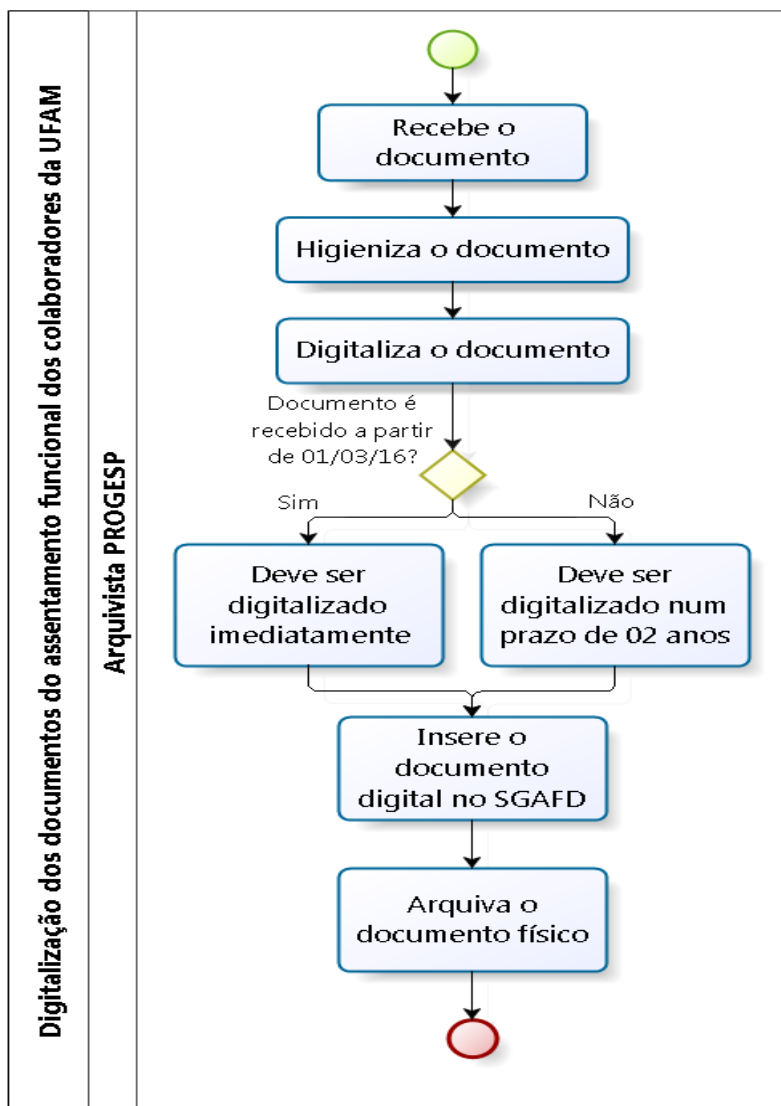 Digitalização dos documentos do assentamento funcional dos colaboradores da UFAM
Arquivista PROGESP
Recebe o
documento
Higieniza o documento
Digitaliza o documento
Documento é
recebido a partir
de 01/03/16?
Sim
Não
Deve ser
digitalizado
imediatamente
Deve ser
digitalizado num
prazo de 02 anos
Insere o
documento
digital no SGAFD
Arquiva o
documento físico